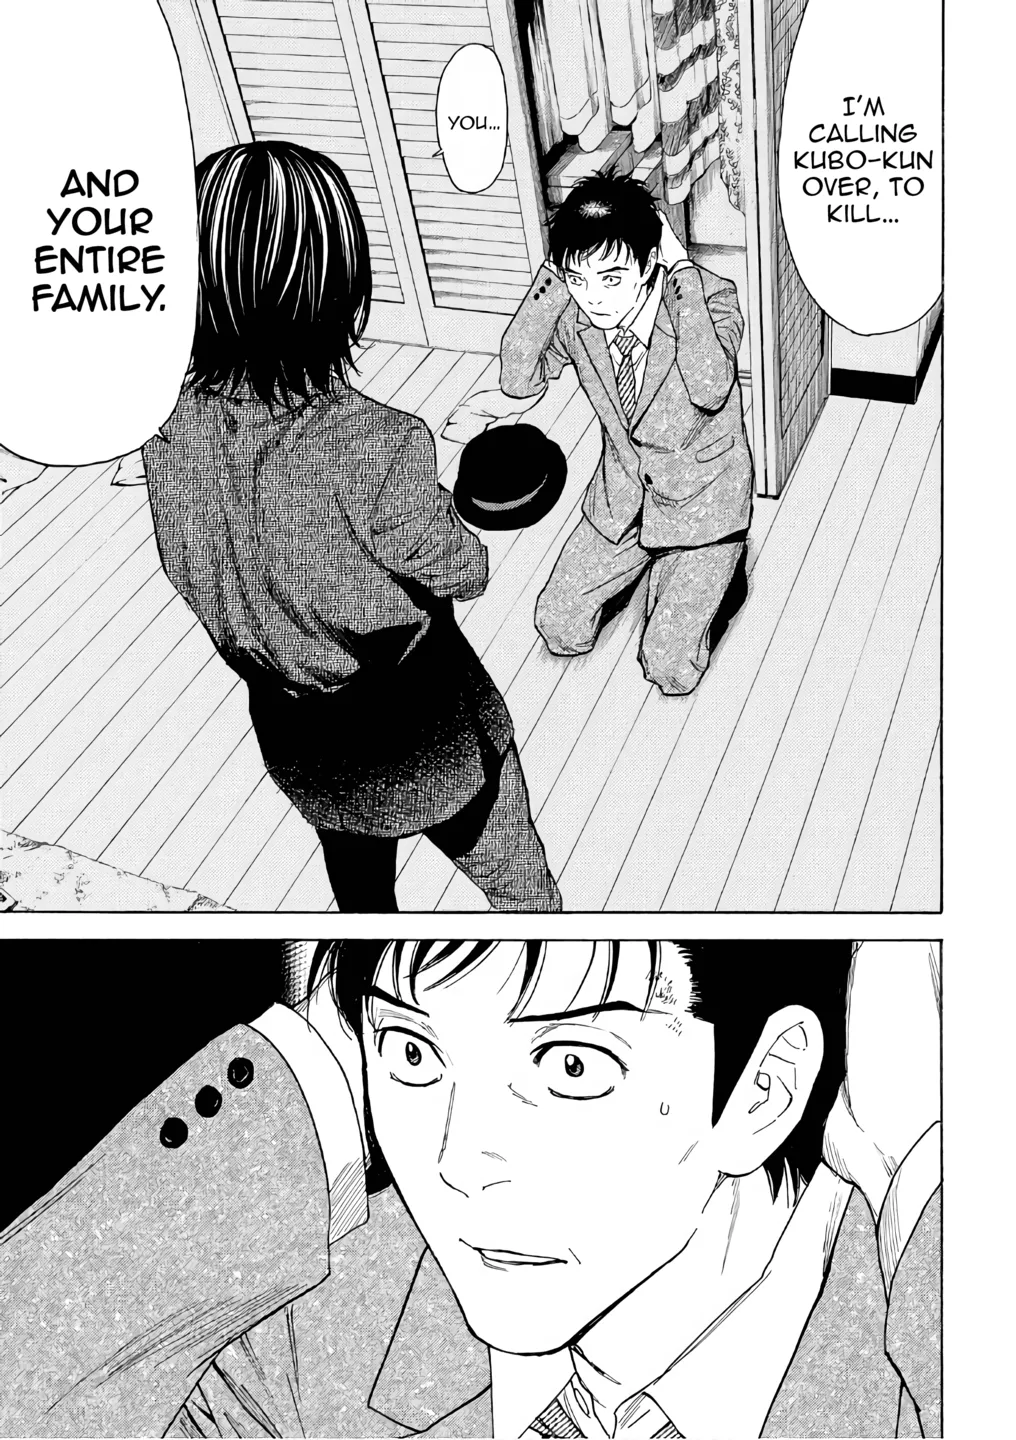 I'M
CALLING
KUBO-KUN
OVER, TO
KILL...
YOU...
AND
YOUR
ENTIRE
FAMILY.